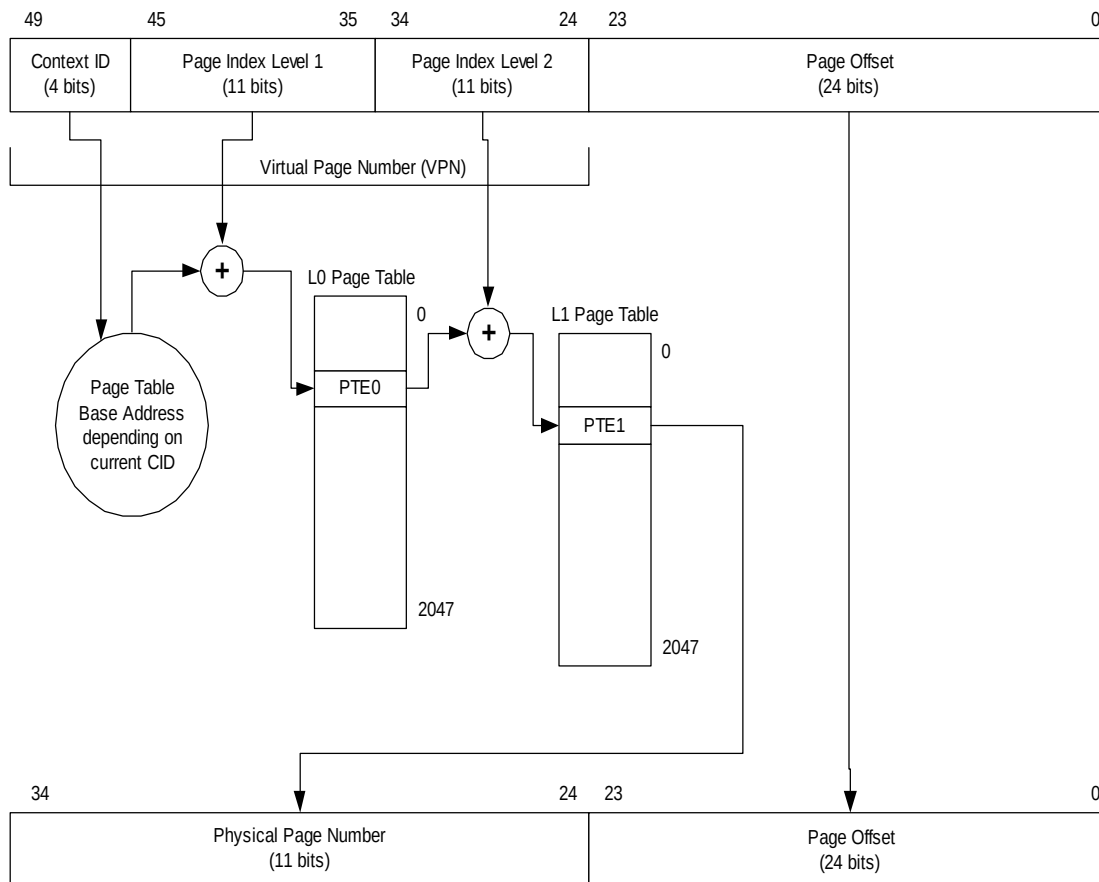 49 45 35 34 24 23 0
Context ID
(4 bits)
Page Index Level 1
(11 bits)
Page Index Level 2
(11 bits)
Page Offset
(24 bits)
Virtual Page Number (VPN)
+
L0 Page Table
0
+
L1 Page Table
0
Page Table
Base Address
depending on
current CID
PTE0
PTE1
2047
2047
34 24 23 0
Physical Page Number
(11 bits)
Page Offset
(24 bits)